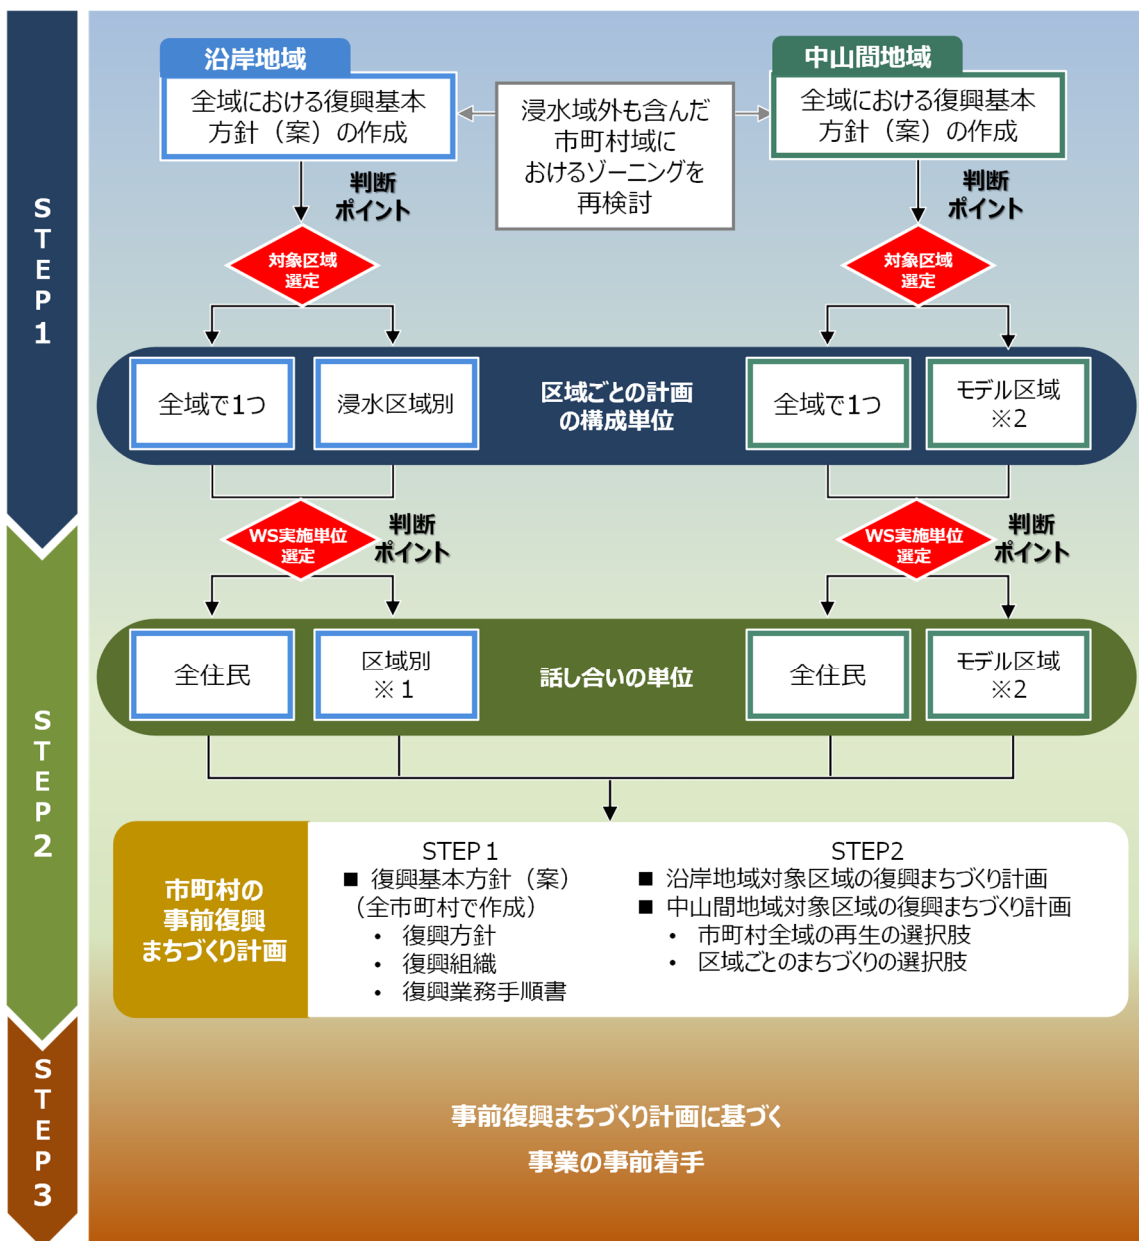 STEP1
沿岸地域
全域における復興基本
方針（案）の作成
浸水域外も含んだ
市町村域に
おけるゾーニングを
再検討
中山間地域
全域における復興基本
方針（案）の作成
判断
ポイント
対象区域
選定
判断
ポイント
対象区域
選定
全域で1つ
浸水区域別
区域ごとの計画
の構成単位
全域で1つ
モデル区域
※2
STEP2
WS実施単位
選定
判断
ポイント
WS実施単位
選定
判断
ポイント
全住民
区域別
※１
話し合いの単位
全住民
モデル区域
※2
市町村の
事前復興
まちづくり計画
STEP１
■ 復興基本方針（案）
（全市町村で作成）
• 復興方針
• 復興組織
• 復興業務手順書
STEP2
■ 沿岸地域対象区域の復興まちづくり計画
■ 中山間地域対象区域の復興まちづくり計画
• 市町村全域の再生の選択肢
• 区域ごとのまちづくりの選択肢
STEP3
事前復興まちづくり計画に基づく
事業の事前着手